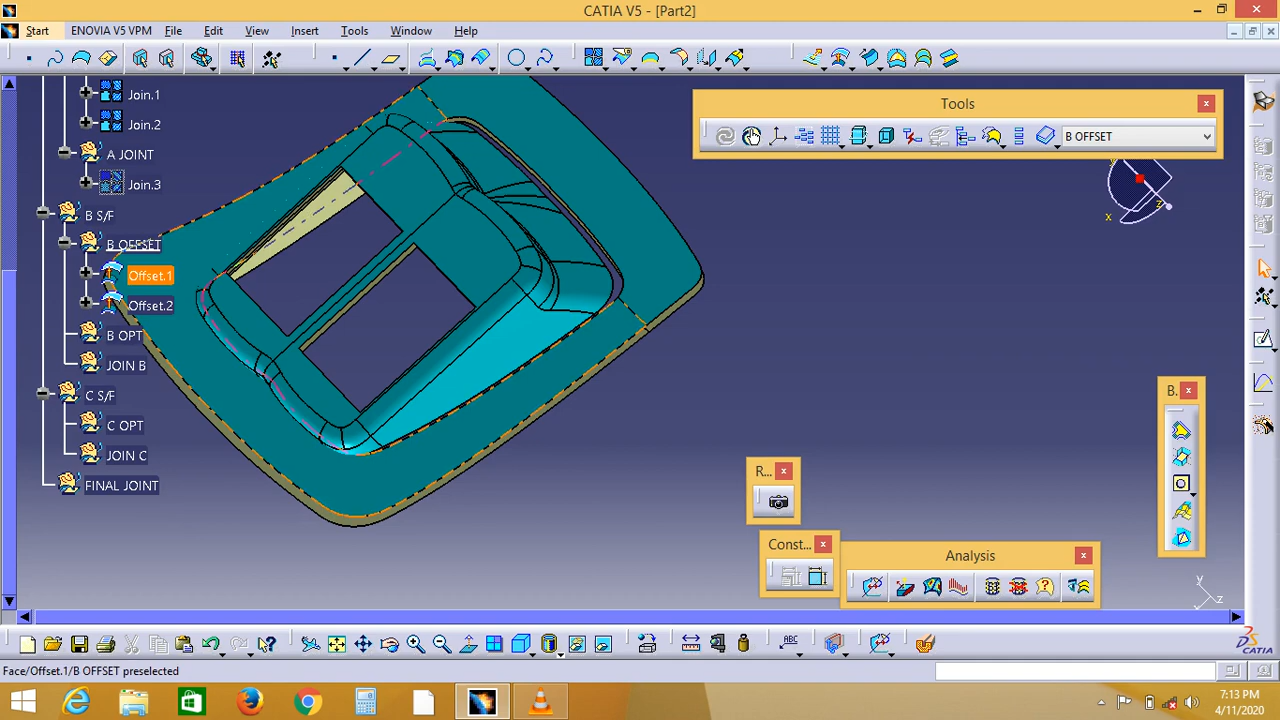 CATIA V5 - [Part2]
Start ENOVIA V5 VPM File Edit View Insert Tools Window Help
Tools
B OFFSET
Join.1
Join.2
A JOINT
Join.3
B S/F
B OFFSET
Offset.1
Offset.2
B OPT
JOIN B
C S/F
C OPT
JOIN C
FINAL JOINT
y
x
z
B.
R...
Const...
Analysis
y
z
ABC
CATIA
Face/Offset.1/B OFFSET preselected
7:13 PM
4/11/2020